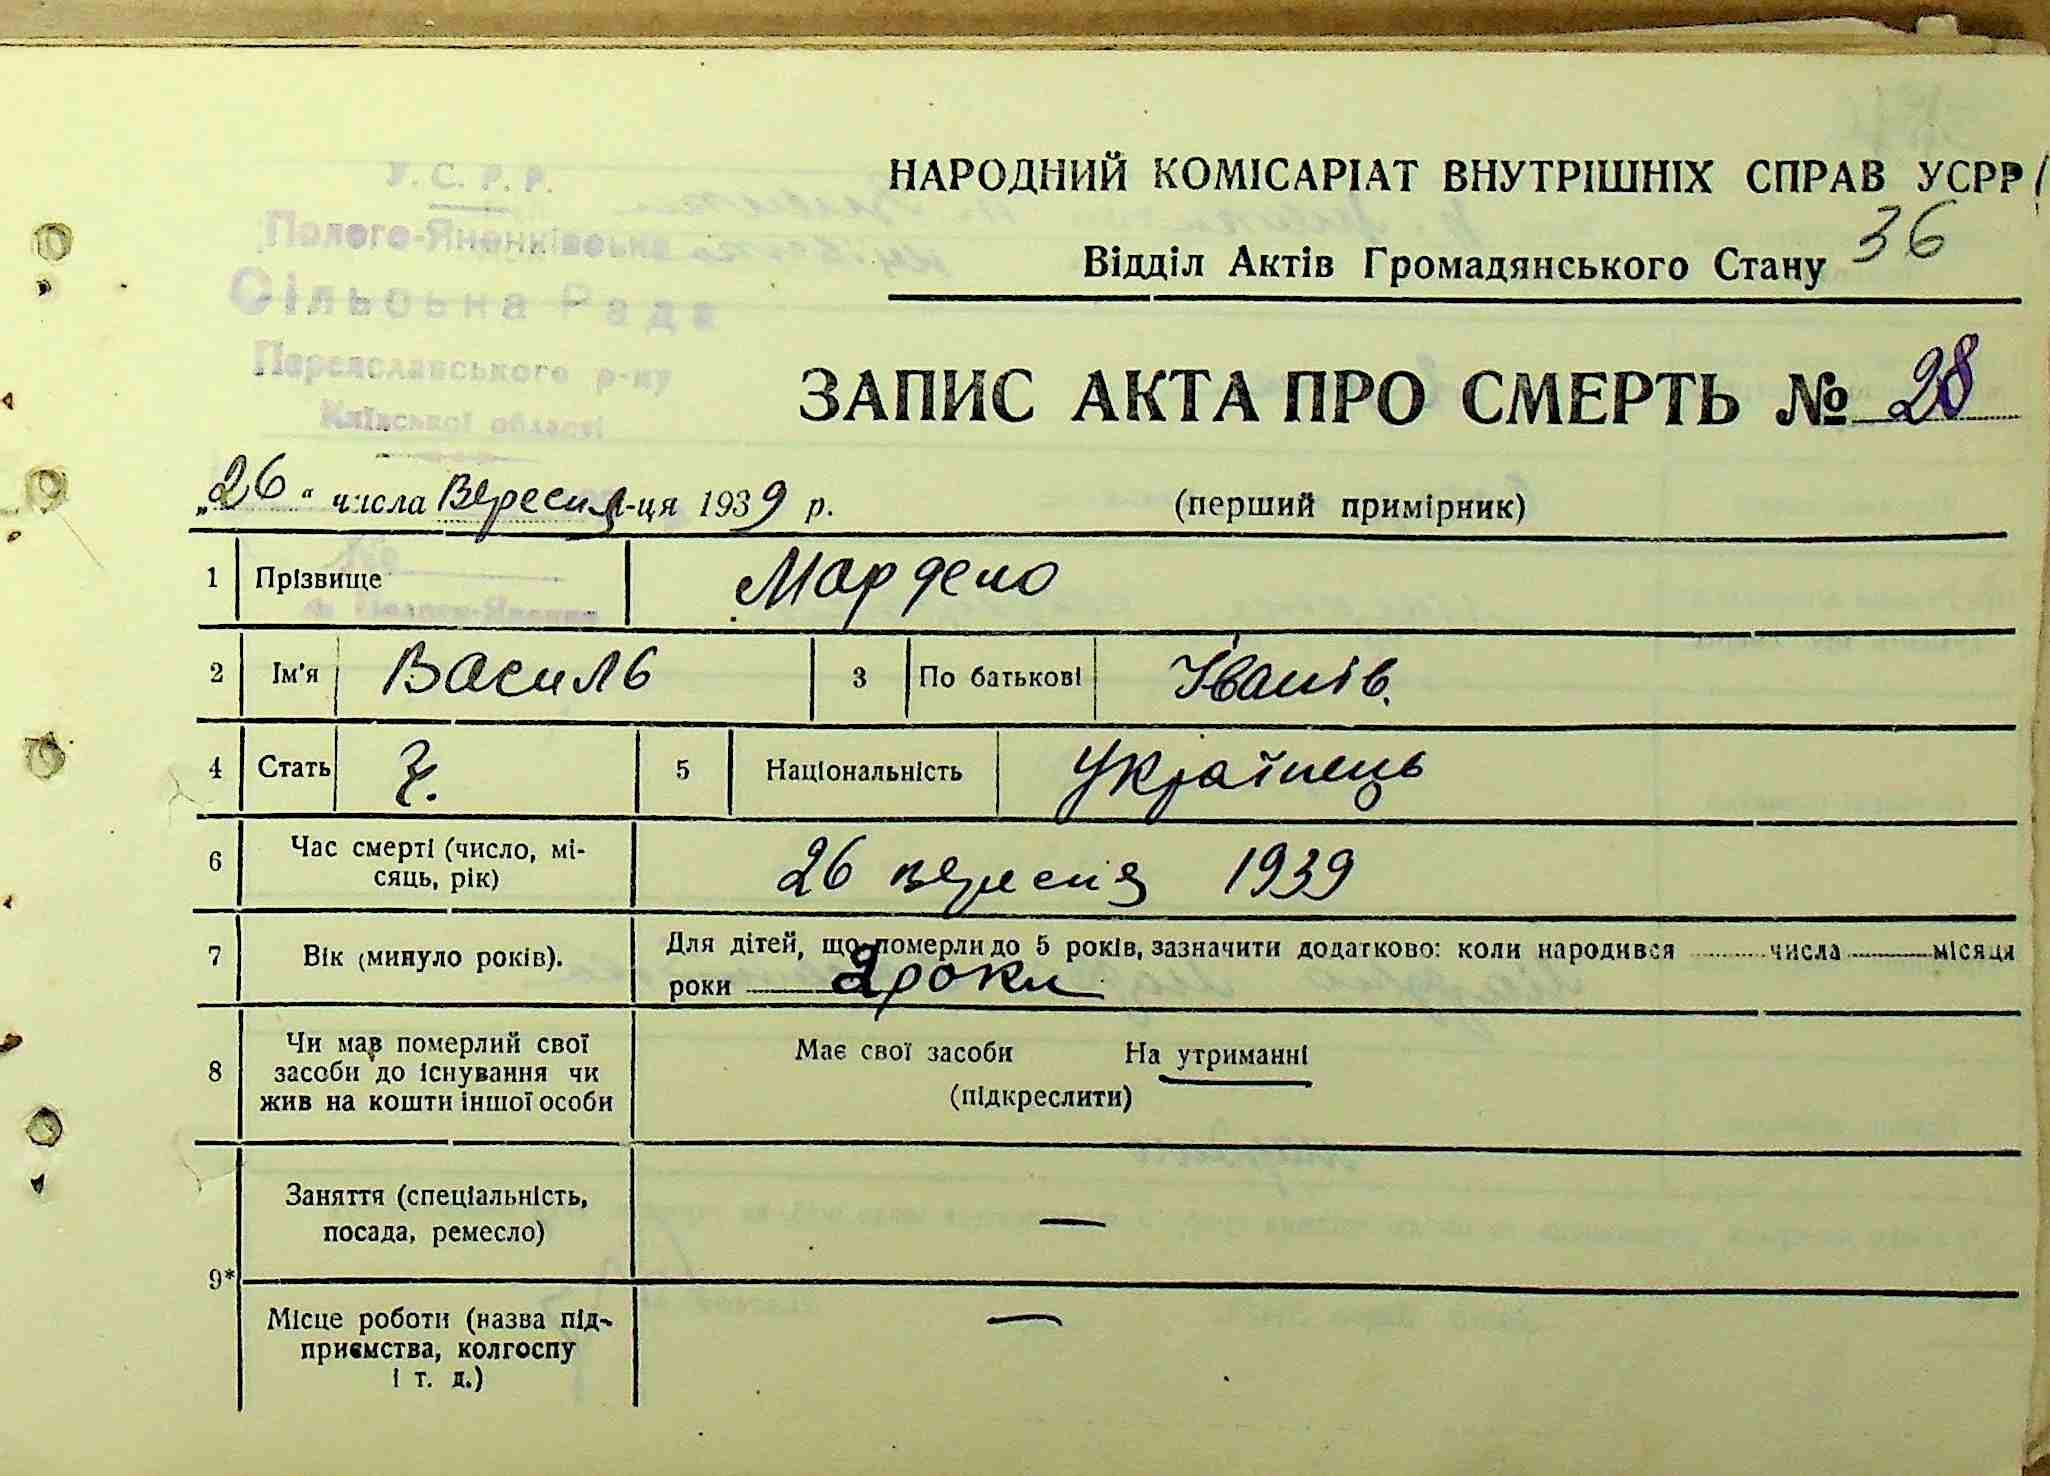 У. С. Р. Р.
Полого-Яненківська
Сільська Рада
Переяславського р-ну
Київської області
НАРОДНИЙ КОМІСАРІАТ ВНУТРІШНІХ СПРАВ УСРР
36
Відділ Актів Громадянського Стану
ЗАПИС АКТА ПРО СМЕРТЬ № 28
„26“ числа Вересня-ця 1939 р. (перший примірник)
1 Прізвище
2 Ім'я Василь 3 По батькові Іванів.
4 Стать ч. 5 Національність Українець
6 Час смерті (число, мі-
сяць, рік) 26 вересня 1939
7 Вік (минуло років). Для дітей, що померли до 5 років, зазначити додатково: коли народився числа місяця
роки 2 роки
8 Чи мав померлий свої
засоби до існування чи
жив на кошти іншої особи
Має свої засоби На утриманні
(підкреслити)
9*
Заняття (спеціальність,
посада, ремесло) —
Місце роботи (назва під-
приємства, колгоспу
і т. д.) —